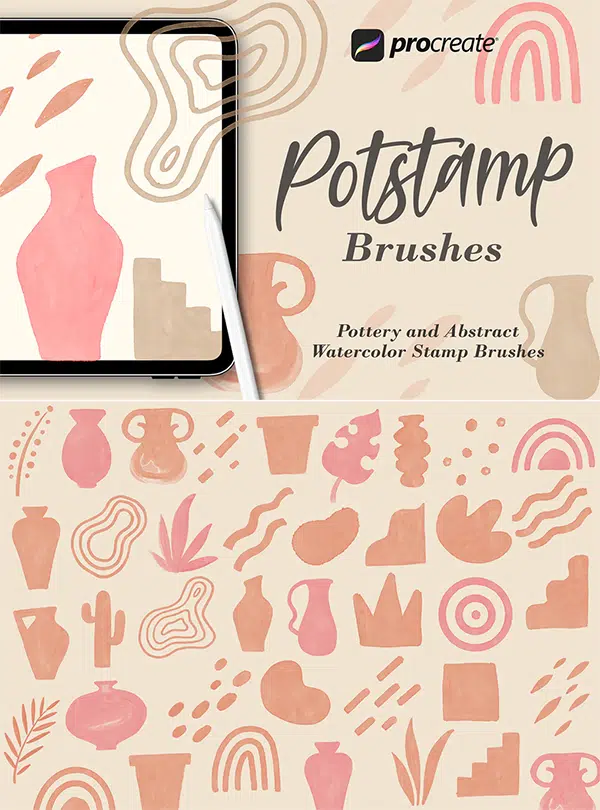 procreate®
Potstamp
Brushes
Pottery and Abstract
Watercolor Stamp Brushes